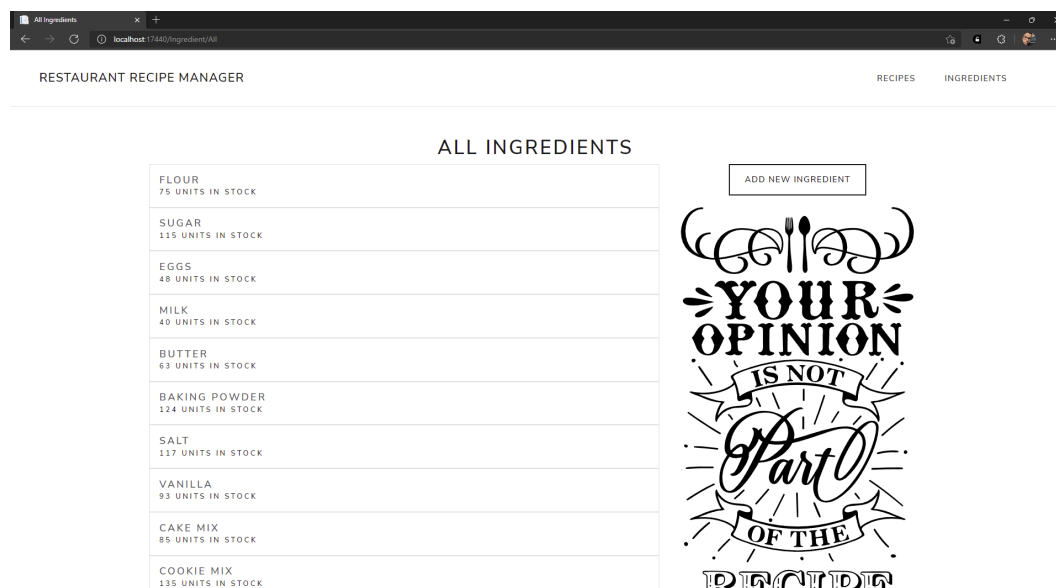 All Ingredients
localhost:17440/Ingredient/All
RESTAURANT RECIPE MANAGER
RECIPES
INGREDIENTS
ALL INGREDIENTS
FLOUR
75 UNITS IN STOCK
SUGAR
115 UNITS IN STOCK
EGGS
48 UNITS IN STOCK
MILK
40 UNITS IN STOCK
BUTTER
63 UNITS IN STOCK
BAKING POWDER
124 UNITS IN STOCK
SALT
117 UNITS IN STOCK
VANILLA
93 UNITS IN STOCK
CAKE MIX
85 UNITS IN STOCK
COOKIE MIX
135 UNITS IN STOCK
ADD NEW INGREDIENT
YOUR
OPINION
IS NOT
Part
OF THE
RECIPE